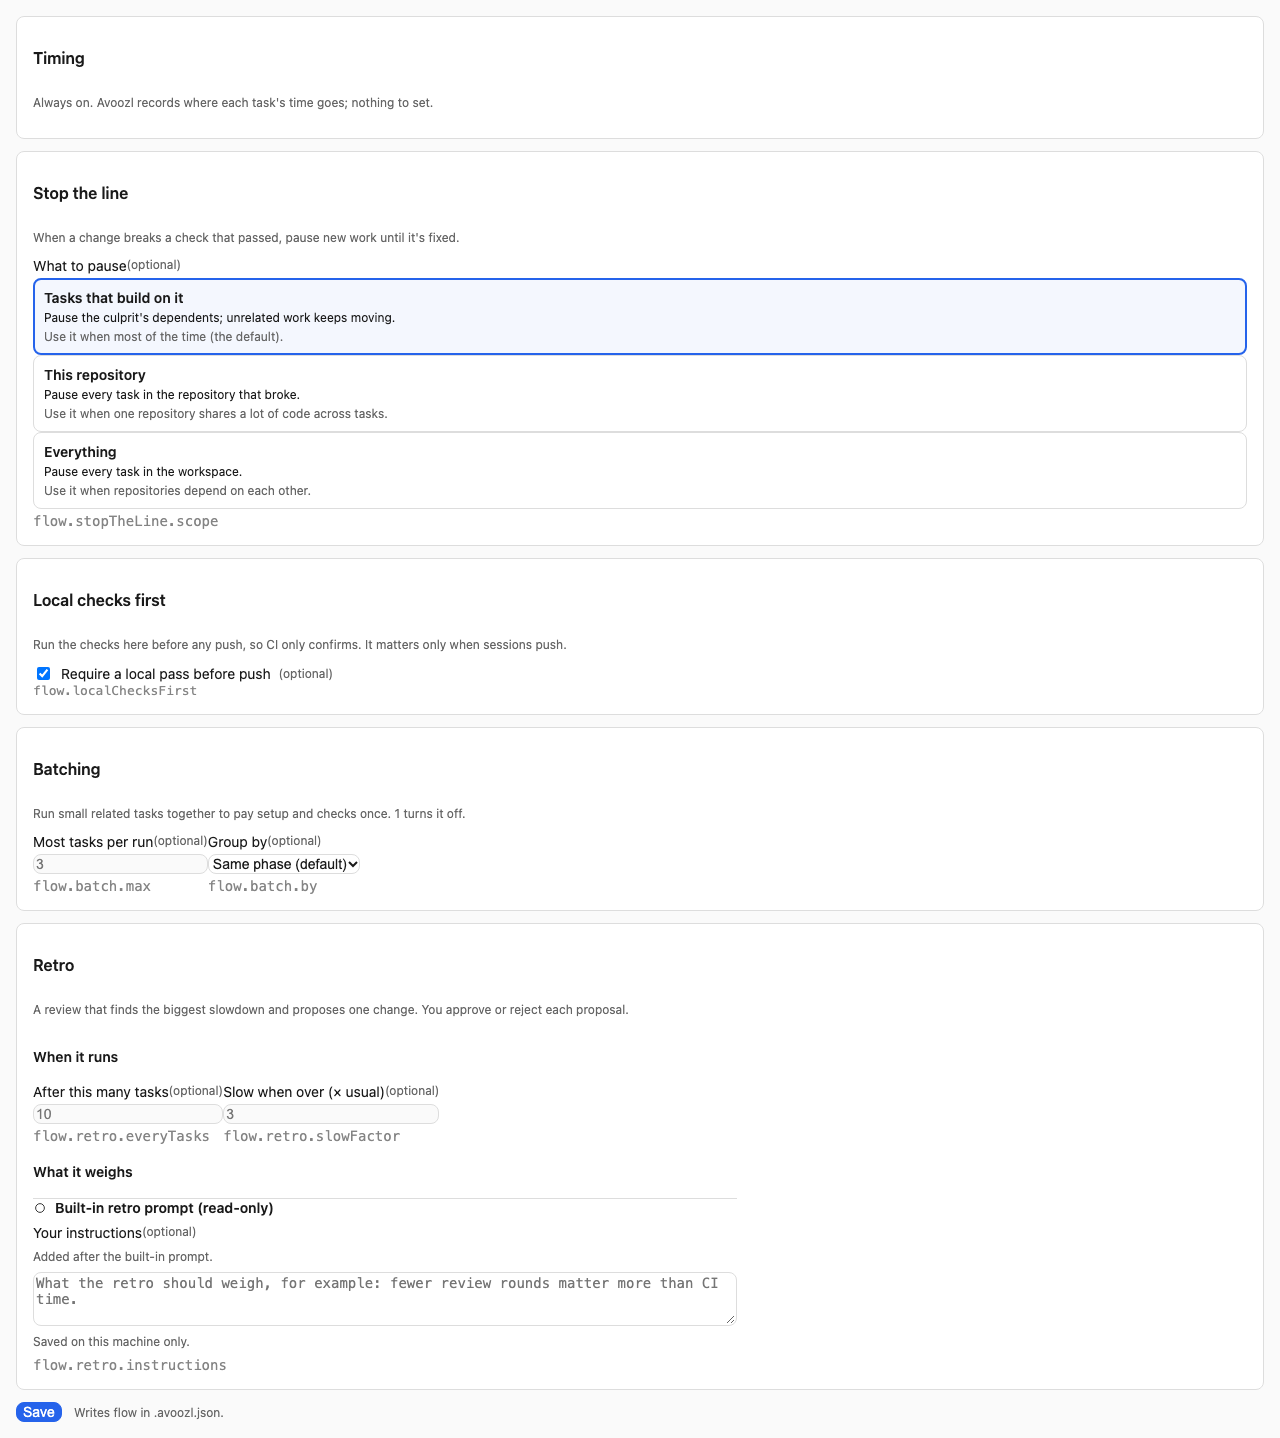 Timing
Always on. Avoozl records where each task's time goes; nothing to set.
Stop the line
When a change breaks a check that passed, pause new work until it's fixed.
What to pause(optional)
Tasks that build on it
Pause the culprit's dependents; unrelated work keeps moving.
Use it when most of the time (the default).
This repository
Pause every task in the repository that broke.
Use it when one repository shares a lot of code across tasks.
Everything
Pause every task in the workspace.
Use it when repositories depend on each other.
flow.stopTheLine.scope
Local checks first
Run the checks here before any push, so CI only confirms. It matters only when sessions push.
Require a local pass before push (optional)
flow.localChecksFirst
Batching
Run small related tasks together to pay setup and checks once. 1 turns it off.
Most tasks per run(optional) Group by(optional)
3 Same phase (default)
flow.batch.max flow.batch.by
Retro
A review that finds the biggest slowdown and proposes one change. You approve or reject each proposal.
When it runs
After this many tasks(optional) Slow when over (× usual)(optional)
10 3
flow.retro.everyTasks flow.retro.slowFactor
What it weighs
Built-in retro prompt (read-only)
Your instructions(optional)
Added after the built-in prompt.
What the retro should weigh, for example: fewer review rounds matter more than CI
time.
Saved on this machine only.
flow.retro.instructions
Save Writes flow in .avoozl.json.